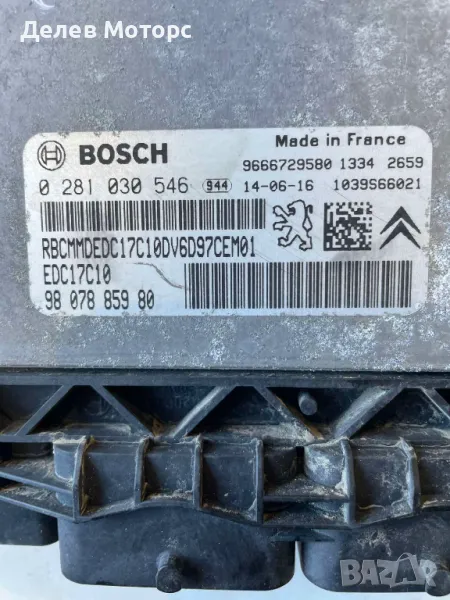 Делев Моторс
BOSCH
Made in France
9666729580 1334 2659
0 281 030 546 944 14-06-16 1039S66021
RBCMMDEDC17C10DV6D97CEM01
EDC17C10
98 078 859 80
BAZAR